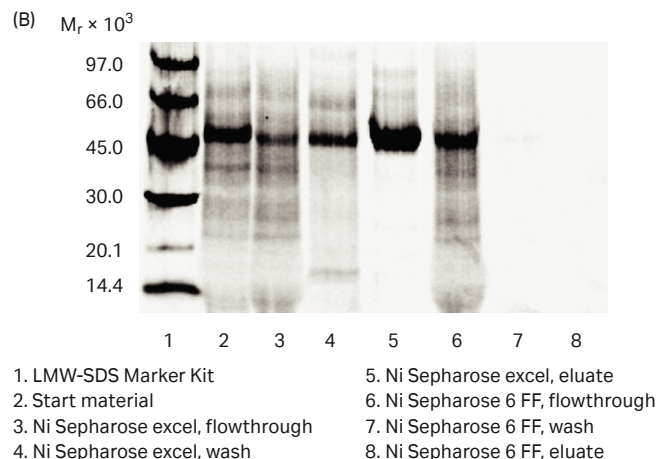 (B) Mr × 10³
97.0
66.0
45.0
30.0
20.1
14.4
1 2 3 4 5 6 7 8
1. LMW-SDS Marker Kit
2. Start material
3. Ni Sepharose excel, flowthrough
4. Ni Sepharose excel, wash
5. Ni Sepharose excel, eluate
6. Ni Sepharose 6 FF, flowthrough
7. Ni Sepharose 6 FF, wash
8. Ni Sepharose 6 FF, eluate